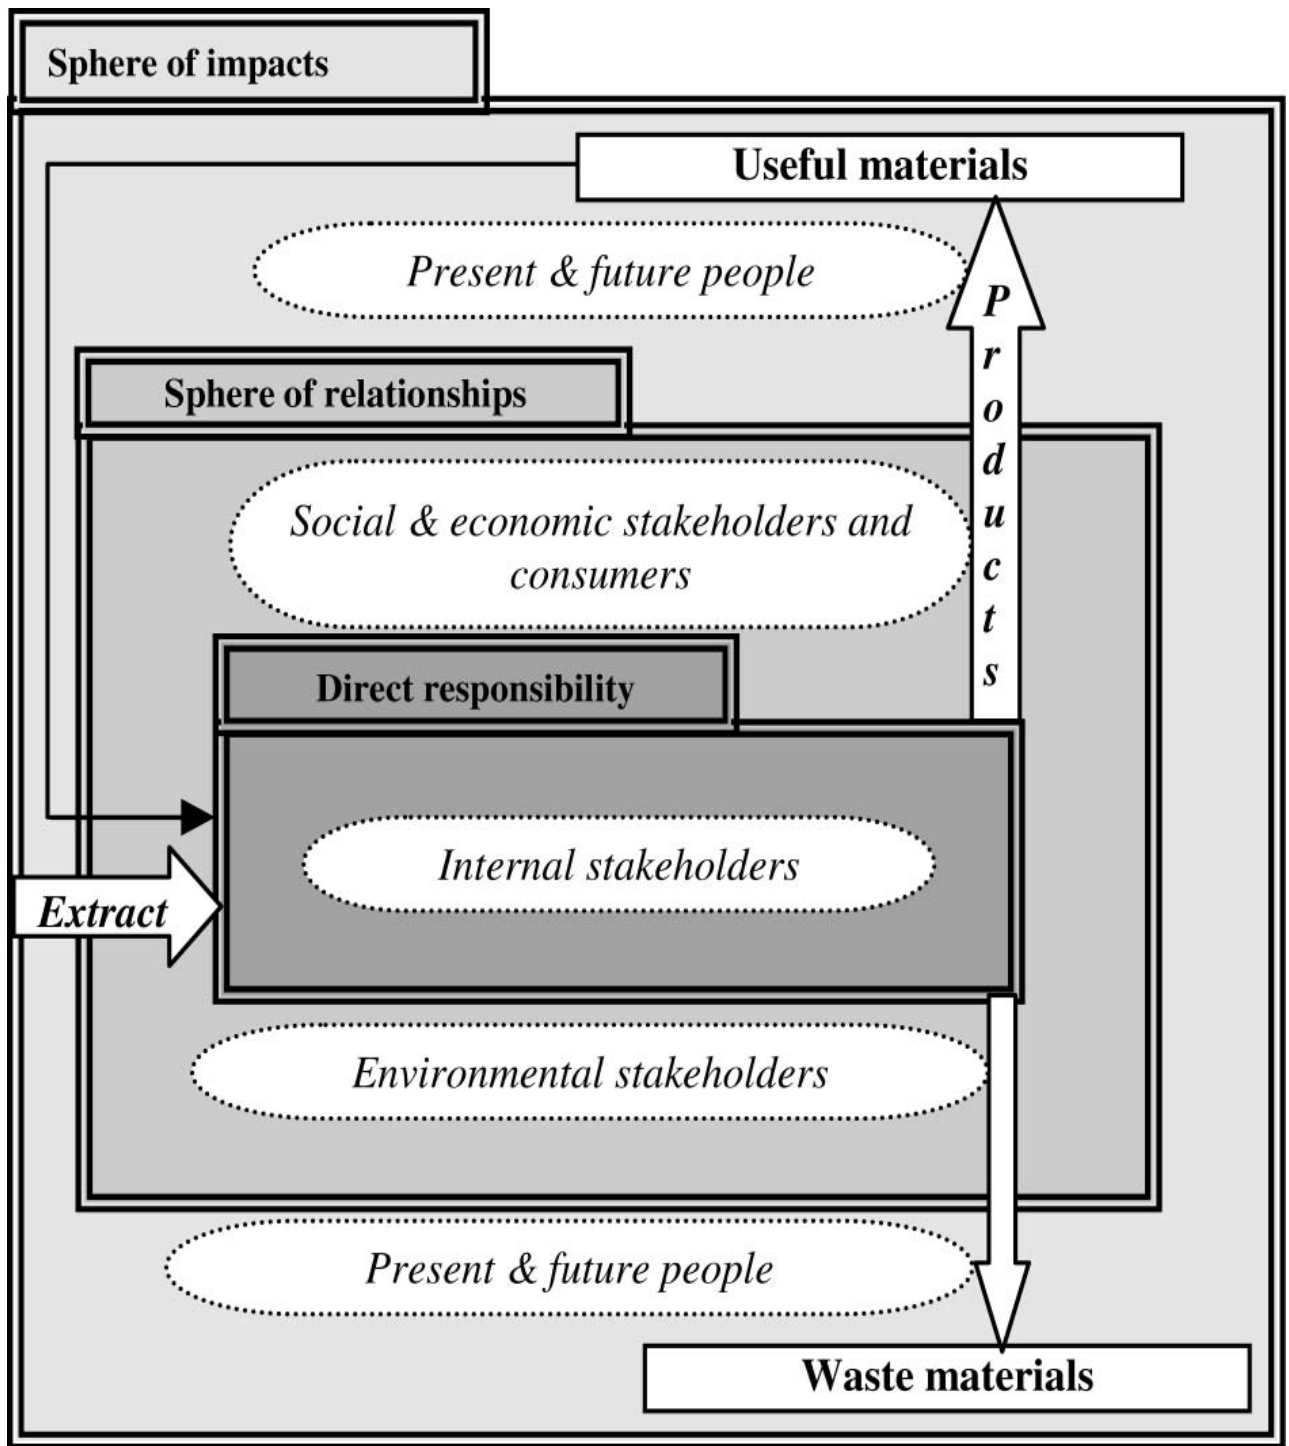 Sphere of impacts
Useful materials
Present & future people
Products
Sphere of relationships
Social & economic stakeholders and
consumers
Direct responsibility
Internal stakeholders
Extract
Environmental stakeholders
Present & future people
Waste materials